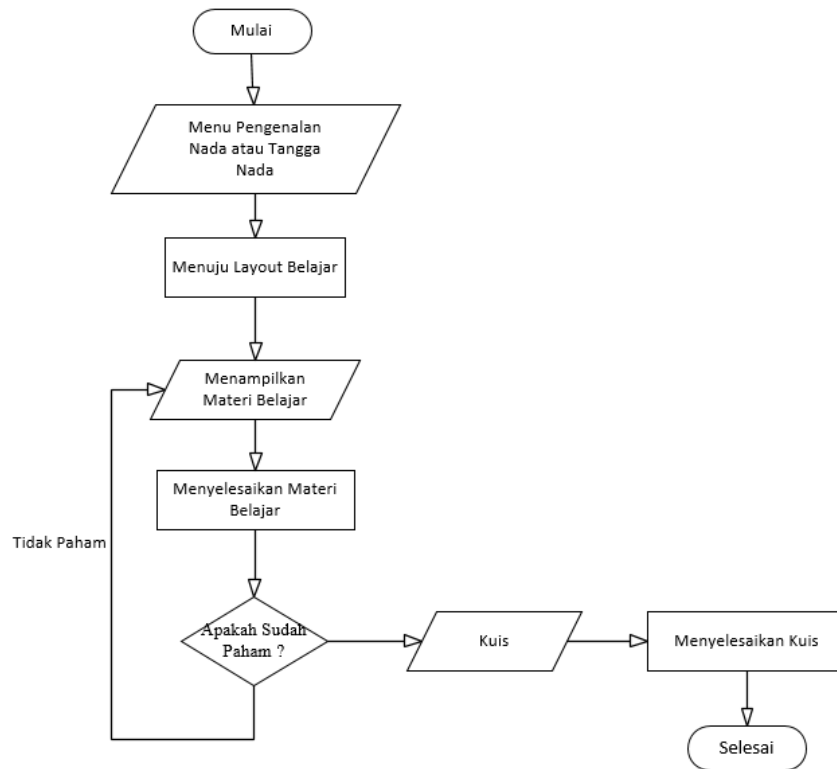 Mulai
Menu Pengenalan
Nada atau Tangga
Nada
Menuju Layout Belajar
Menampilkan
Materi Belajar
Menyelesaikan Materi
Belajar
Tidak Paham
Apakah Sudah
Paham ?
Kuis
Menyelesaikan Kuis
Selesai